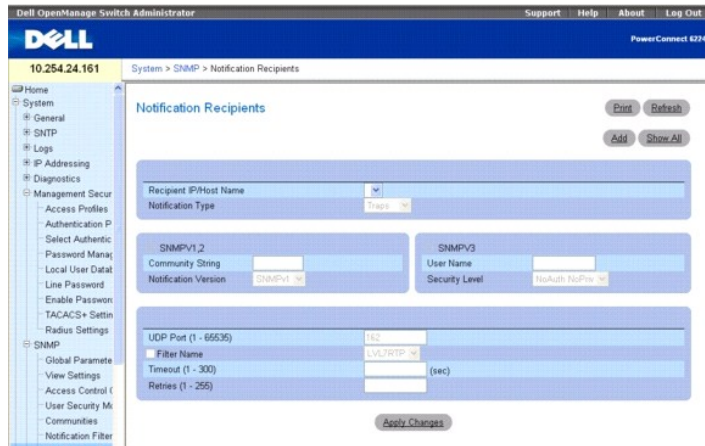 Dell OpenManage Switch Administrator
Support Help About Log Out
DELL
PowerConnect 6224
10.254.24.161
System > SNMP > Notification Recipients
Home
System
General
SNTP
Logs
IP Addressing
Diagnostics
Management Secur
Access Profiles
Authentication P
Select Authentic
Password Manag
Local User Datab
Line Password
Enable Password
TACACS+ Settin
Radius Settings
SNMP
Global Paramete
View Settings
Access Control (
User Security Mo
Communities
Notification Filter
Notification Recipients
Print Refresh
Add Show All
Recipient IP/Host Name
Notification Type Traps
SNMPV1,2
Community String
Notification Version SNMPv1
SNMPV3
User Name
Security Level NoAuth NoPriv
UDP Port (1 - 65535) 162
Filter Name LVL7RTP
Timeout (1 - 300) (sec)
Retries (1 - 255)
Apply Changes